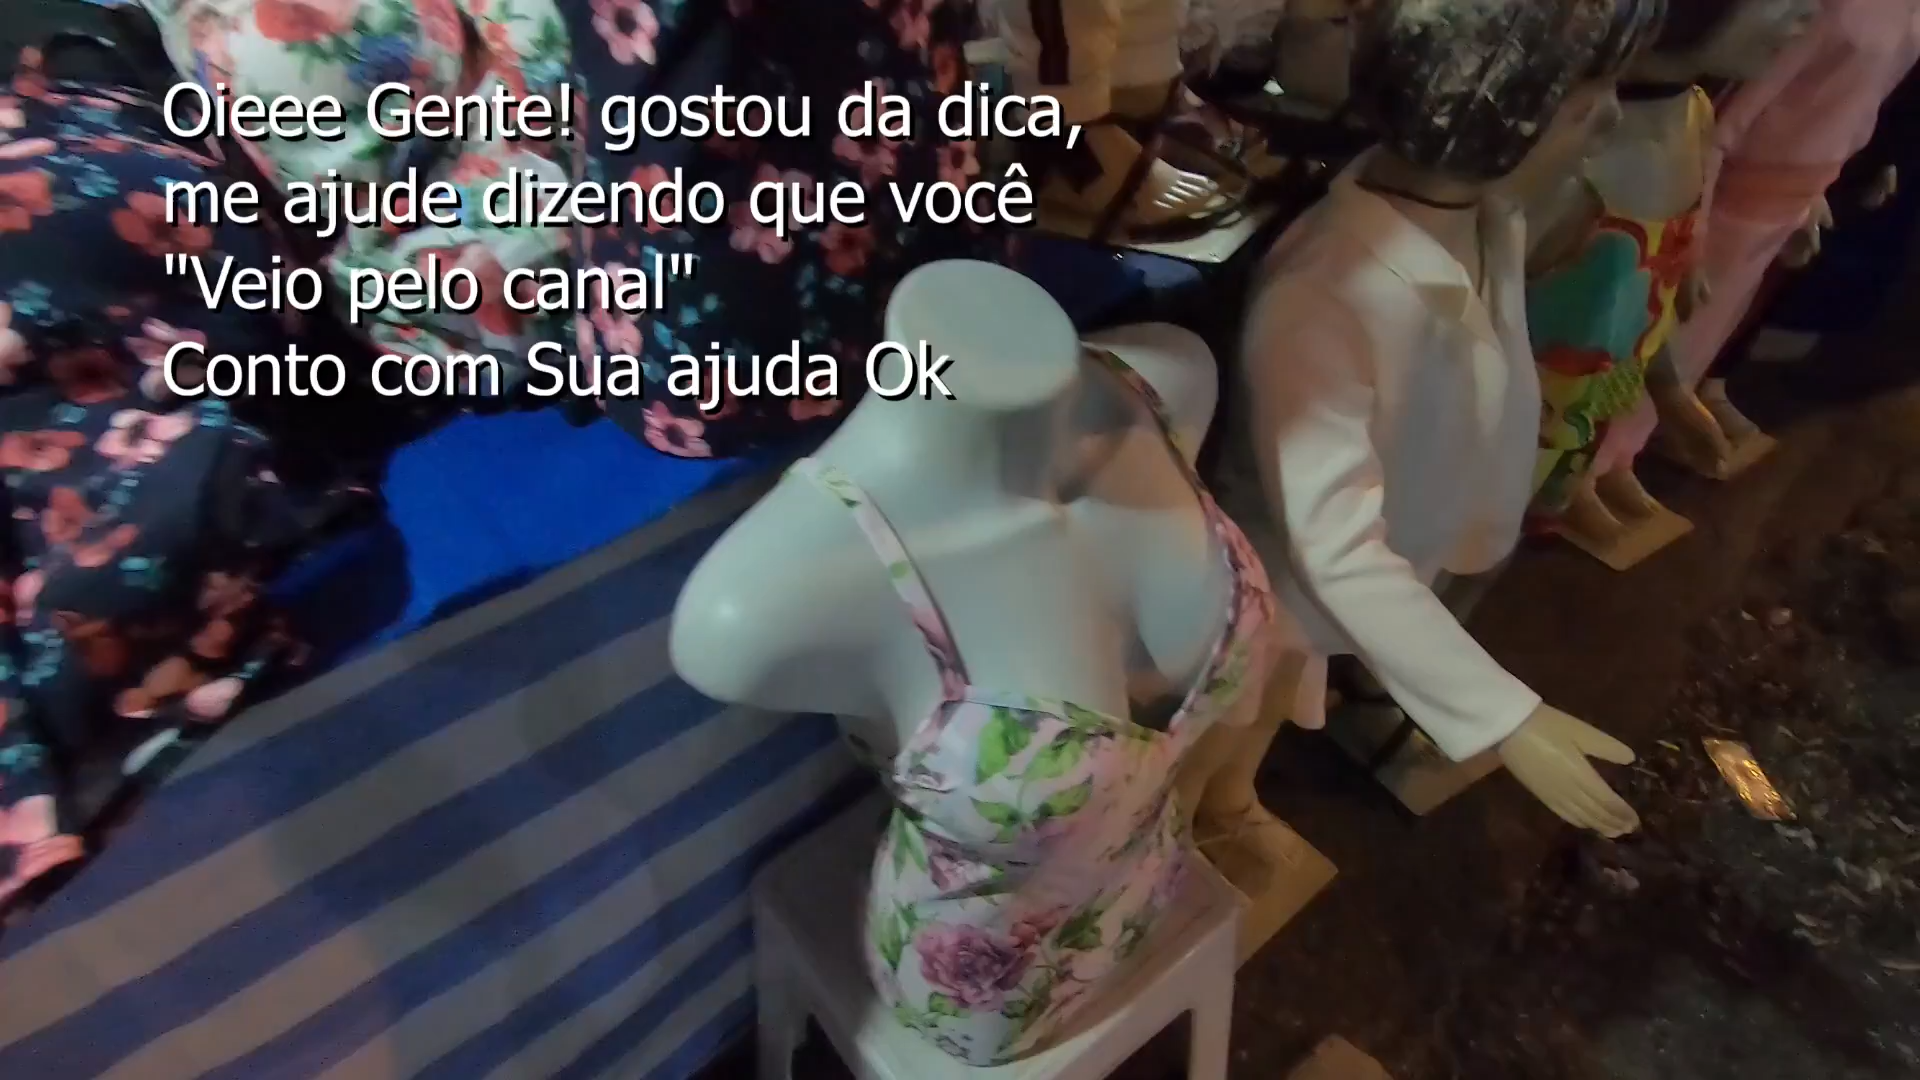 Oieee Gente! gostou da dica,
me ajude dizendo que você
"Veio pelo canal"
Conto com Sua ajuda Ok